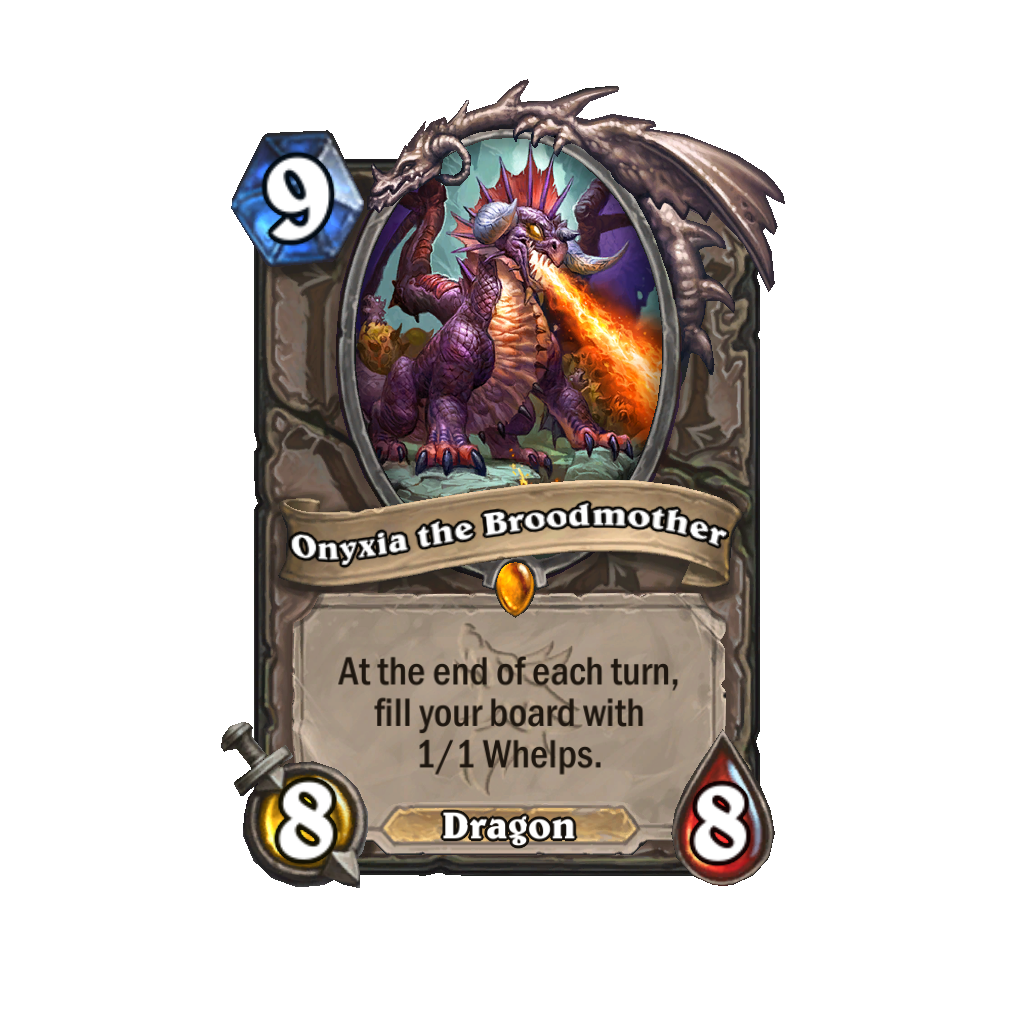 9
Onyxia the Broodmother
At the end of each turn,
fill your board with
1/1 Whelps.
8
Dragon
8